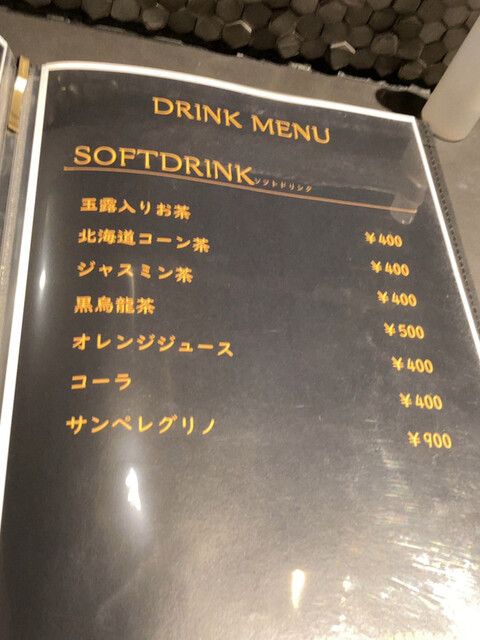 DRINK MENU
SOFTDRINK ソフトドリンク
玉露入りお茶 ¥400
北海道コーン茶 ¥400
ジャスミン茶 ¥400
黒烏龍茶 ¥500
オレンジジュース ¥400
コーラ ¥400
サンペレグリノ ¥900